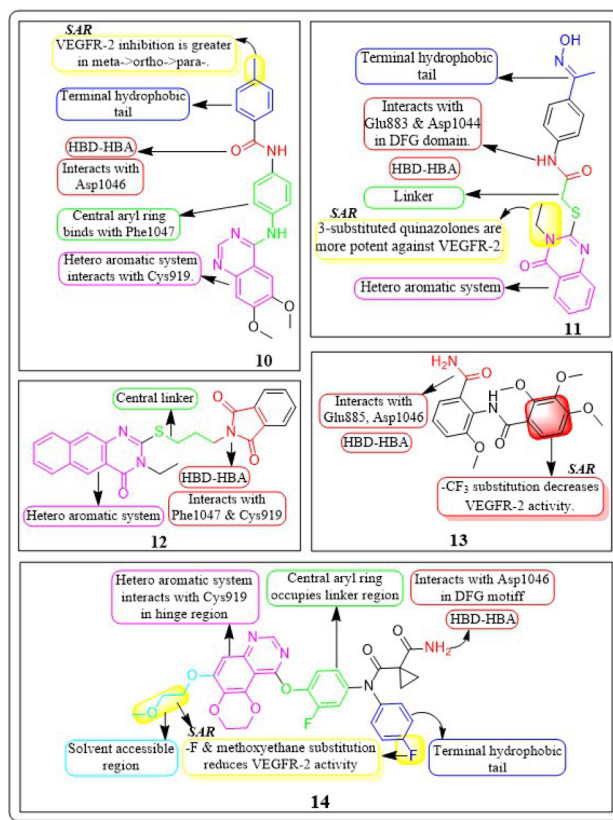 SAR
VEGFR-2 inhibition is greater
in meta->ortho->para-.
Terminal hydrophobic
tail
HBD-HBA
Interacts with
Asp1046
Central aryl ring
binds with Phe1047
Hetero aromatic system
interacts with Cys919.
O
NH
HN
N
N
O
O
10
OH
N
Terminal hydrophobic
tail
Interacts with
Glu883 & Asp1044
in DFG domain.
HBD-HBA
Linker
SAR
3-substituted quinazolones are
more potent against VEGFR-2.
Hetero aromatic system
HN
O
S
N
N
O
11
Central linker
N
S
N
O
O
N
O
HBD-HBA
Interacts with
Phe1047 & Cys919
Hetero aromatic system
12
H2N
O
Interacts with
Glu885, Asp1046
HBD-HBA
H
N
O
O
O
O
O
SAR
-CF3 substitution decreases
VEGFR-2 activity.
13
Hetero aromatic system
interacts with Cys919
in hinge region
Central aryl ring
occupies linker region
Interacts with Asp1046
in DFG motiff
HBD-HBA
N
N
O
O
O
O
O
F
O
N
O
NH2
F
Solvent accessible
region
SAR
-F & methoxyethane substitution
reduces VEGFR-2 activity
Terminal hydrophobic
tail
14